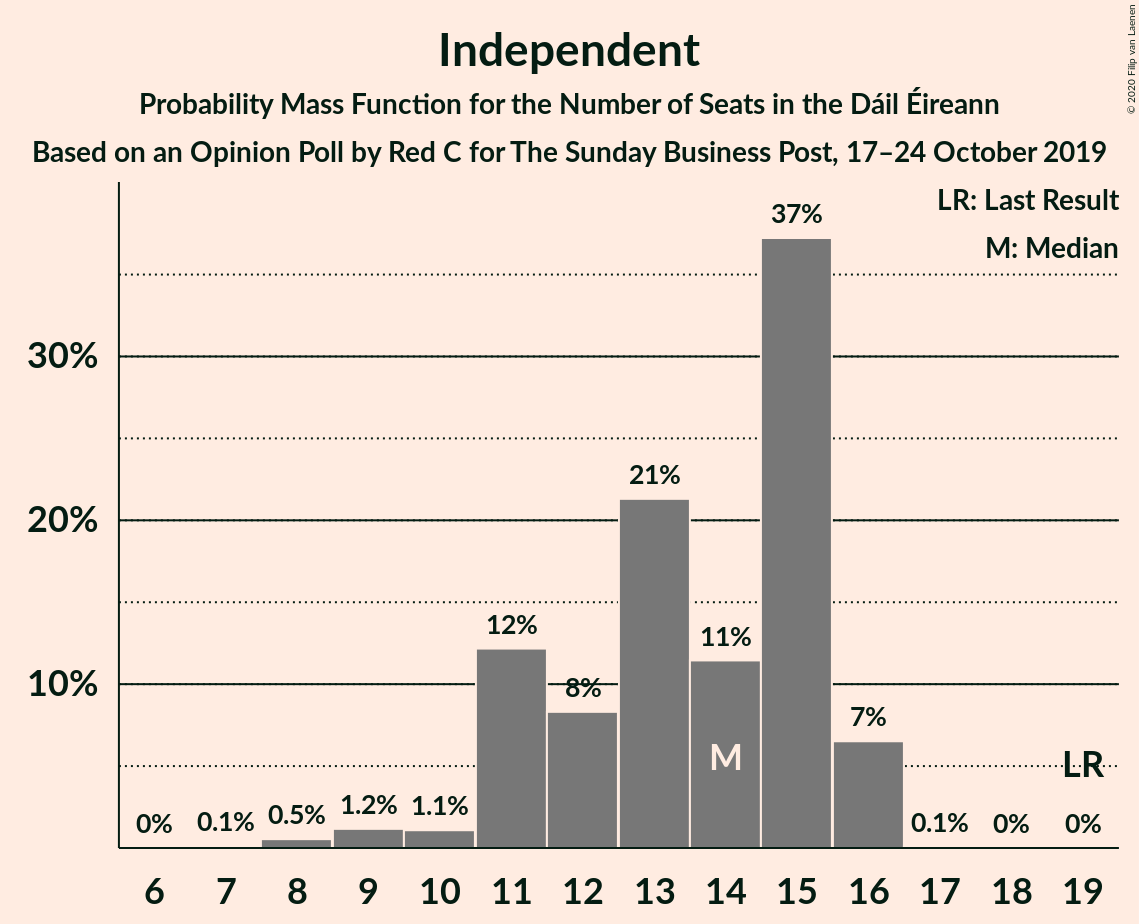 Independent
Probability Mass Function for the Number of Seats in the Dáil Éireann
Based on an Opinion Poll by Red C for The Sunday Business Post, 17–24 October 2019
© 2020 Filip van Laenen
LR: Last Result
M: Median
37%
30%
21%
20%
12%
11%
10%
8%
7%
M
LR
0% 0.1% 0.5% 1.2% 1.1% 0.1% 0% 0%
6 7 8 9 10 11 12 13 14 15 16 17 18 19